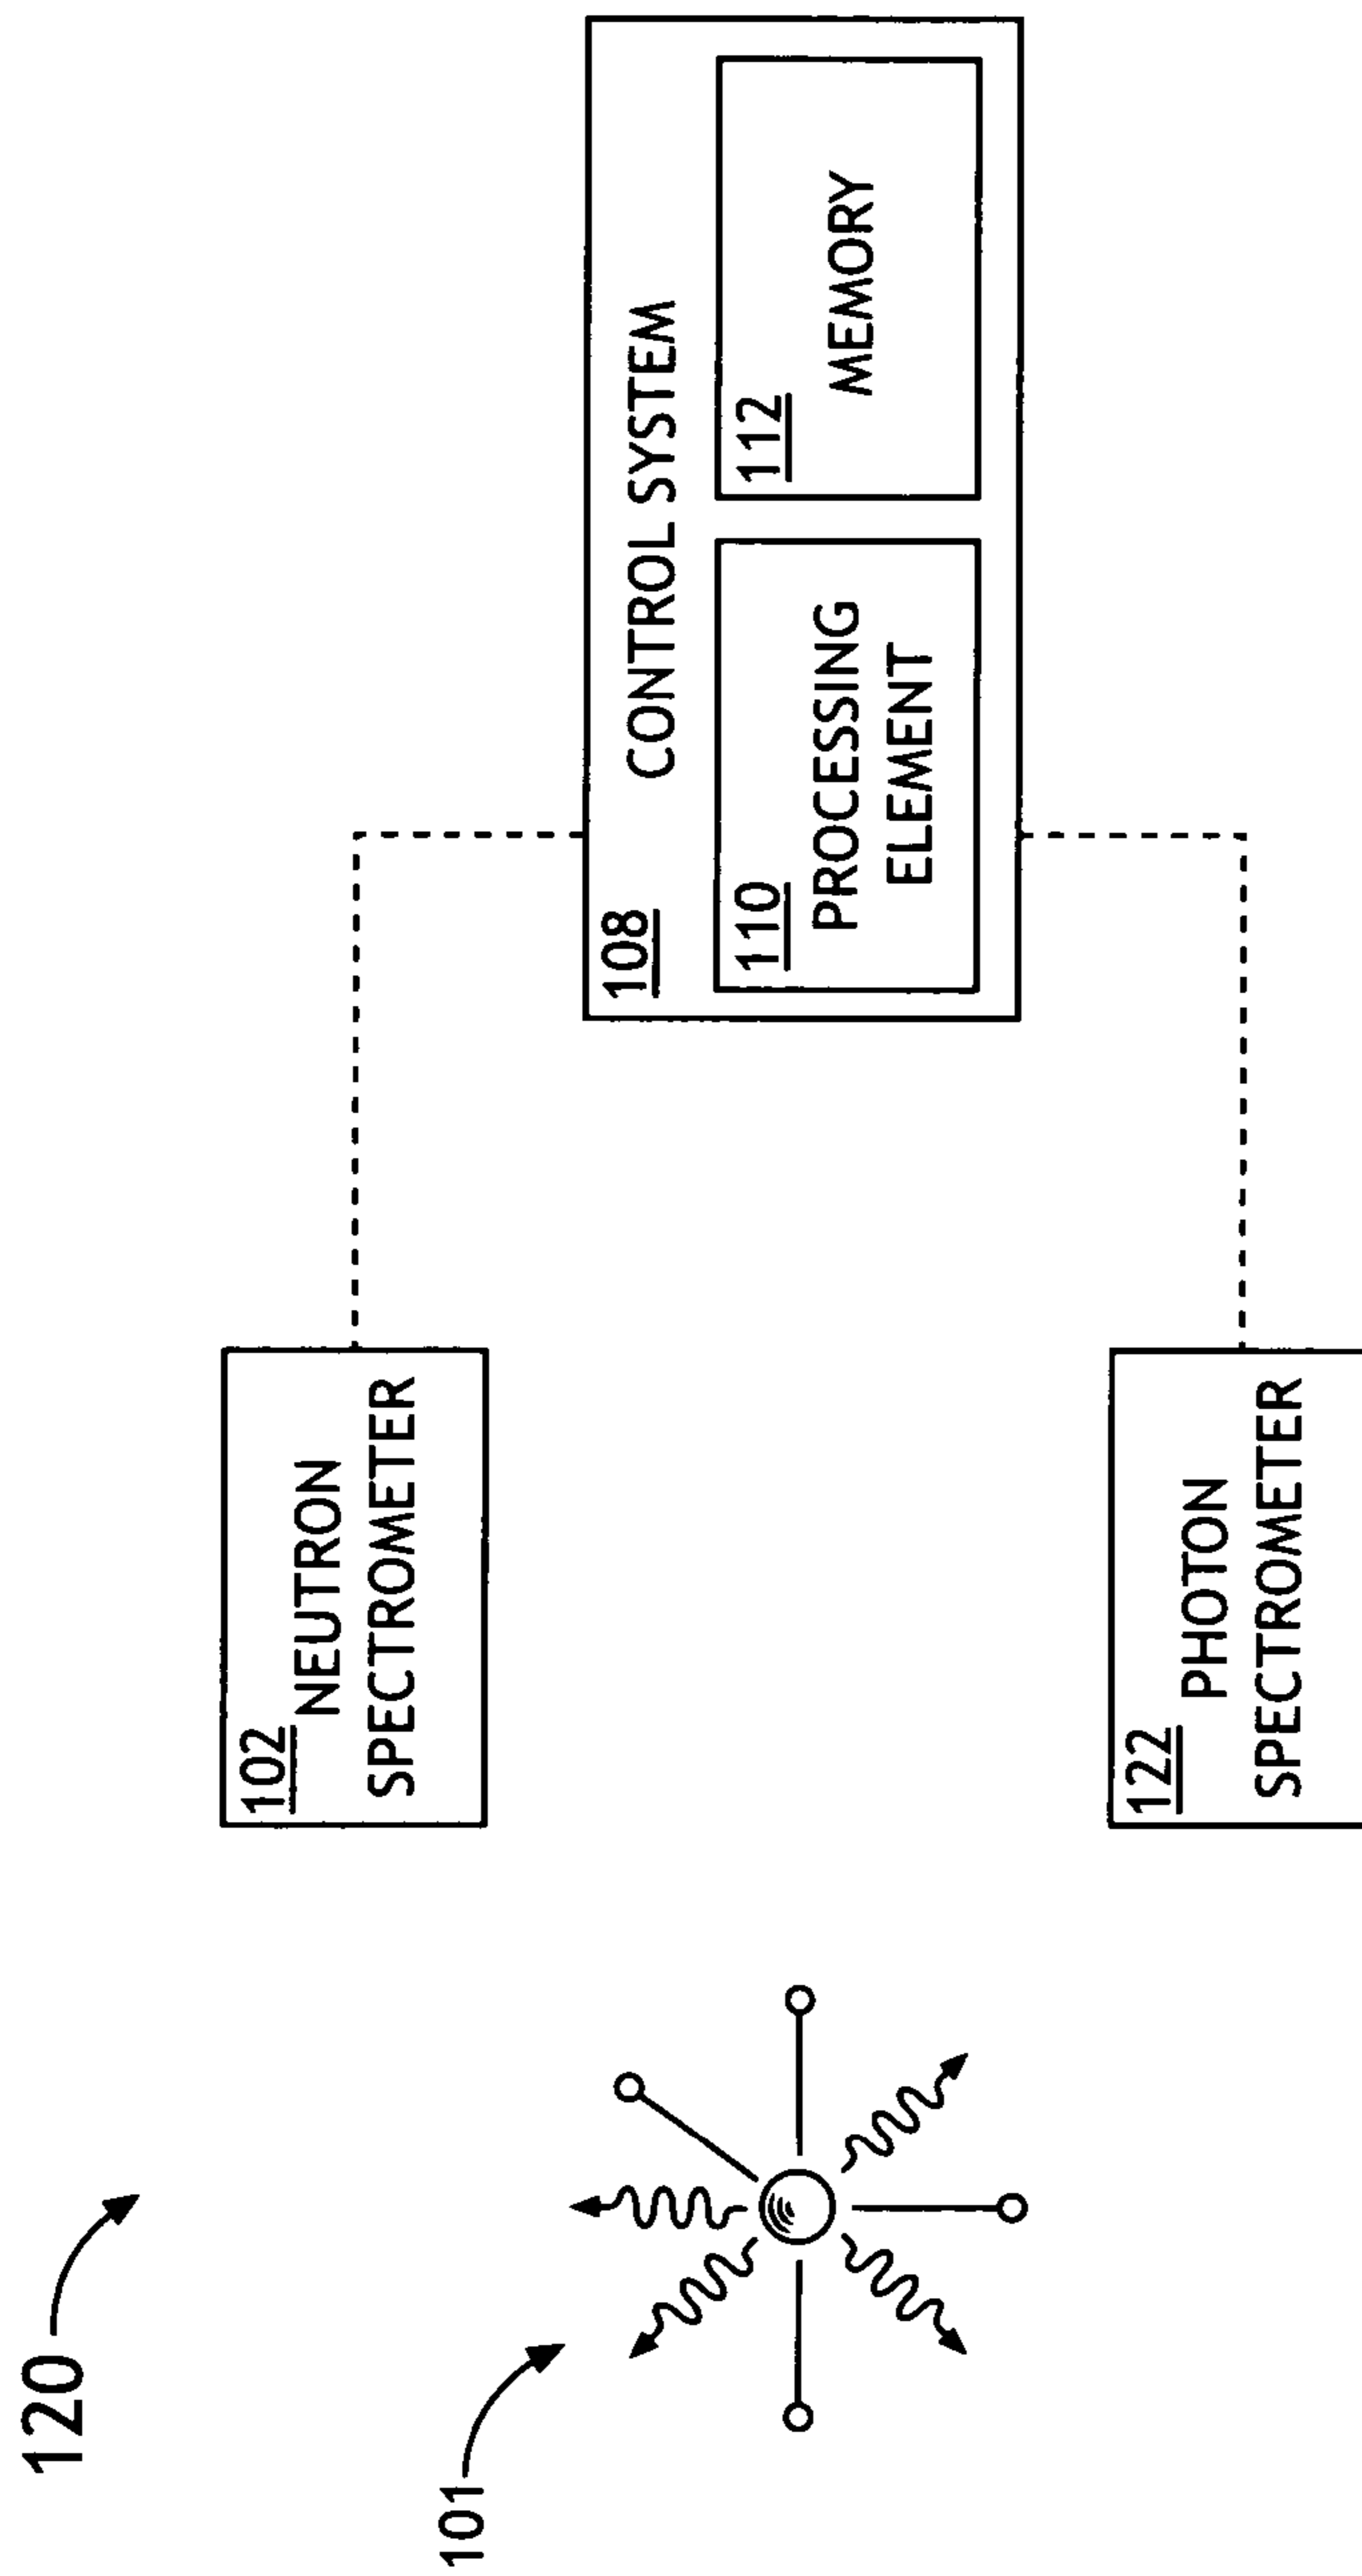 120
101
102
NEUTRON
SPECTROMETER
108
CONTROL SYSTEM
110
PROCESSING
ELEMENT
112
MEMORY
122
PHOTON
SPECTROMETER